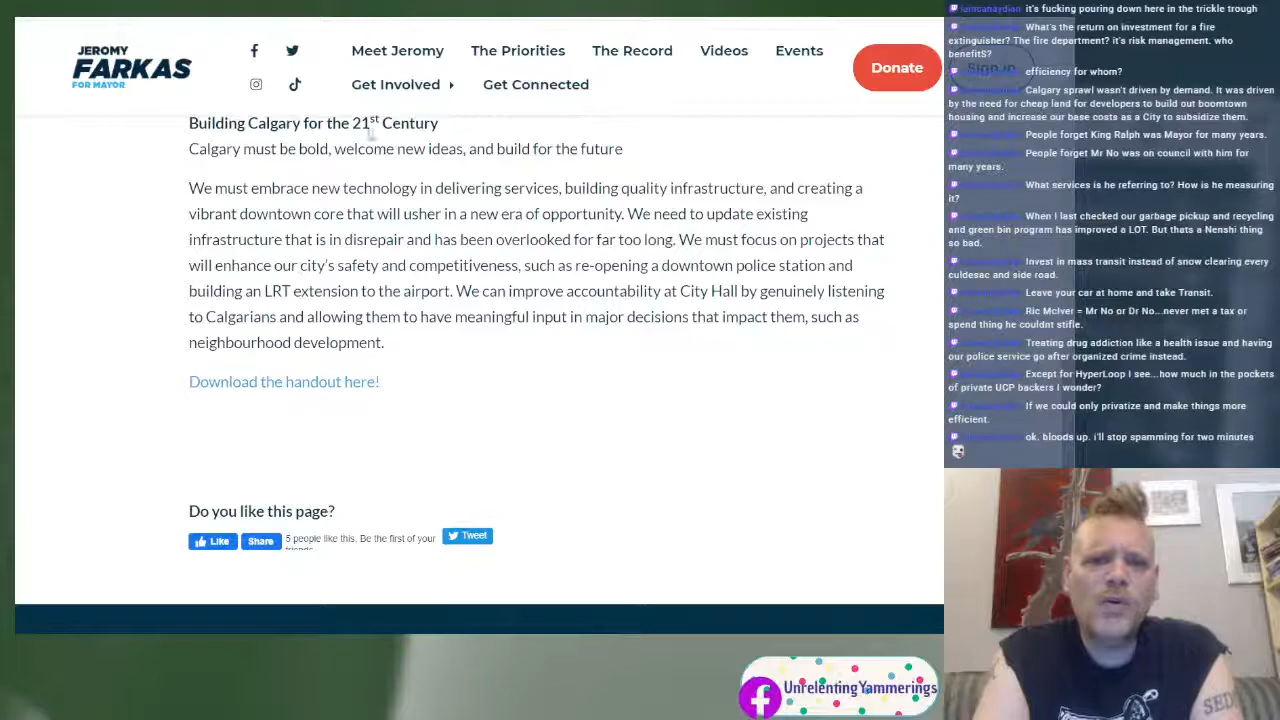 JEROMY
FARKAS
FOR MAYOR
Meet Jeromy
The Priorities
The Record
Videos
Events
Get Involved
Get Connected
Donate
Building Calgary for the 21st Century
Calgary must be bold, welcome new ideas, and build for the future
We must embrace new technology in delivering services, building quality infrastructure, and creating a
vibrant downtown core that will usher in a new era of opportunity. We need to update existing
infrastructure that is in disrepair and has been overlooked for far too long. We must focus on projects that
will enhance our city's safety and competitiveness, such as re-opening a downtown police station and
building an LRT extension to the airport. We can improve accountability at City Hall by genuinely listening
to Calgarians and allowing them to have meaningful input in major decisions that impact them, such as
neighbourhood development.
Download the handout here!
Do you like this page?
Like
Share
5 people like this. Be the first of your
friends.
Tweet
it's fucking pouring down here in the trickle trough
What's the return on investment for a fire
extinguisher? The fire department? it's risk management. who
benefitS?
efficiency for whom?
Calgary sprawl wasn't driven by demand. It was driven
by the need for cheap land for developers to build out boomtown
housing and increase our base costs as a City to subsidize them.
People forget King Ralph was Mayor for many years.
People forget Mr No was on council with him for
many years.
What services is he referring to? How is he measuring
it?
When I last checked our garbage pickup and recycling
and green bin program has improved a LOT. But thats a Nenshi thing
so bad.
Invest in mass transit instead of snow clearing every
culdesac and side road.
Leave your car at home and take Transit.
Ric McIver = Mr No or Dr No...never met a tax or
spend thing he couldnt stifle.
Treating drug addiction like a health issue and having
our police service go after organized crime instead.
Except for HyperLoop I see...how much in the pockets
of private UCP backers I wonder?
If we could only privatize and make things more
efficient.
ok. bloods up. i'll stop spamming for two minutes
UnrelentingYammerings